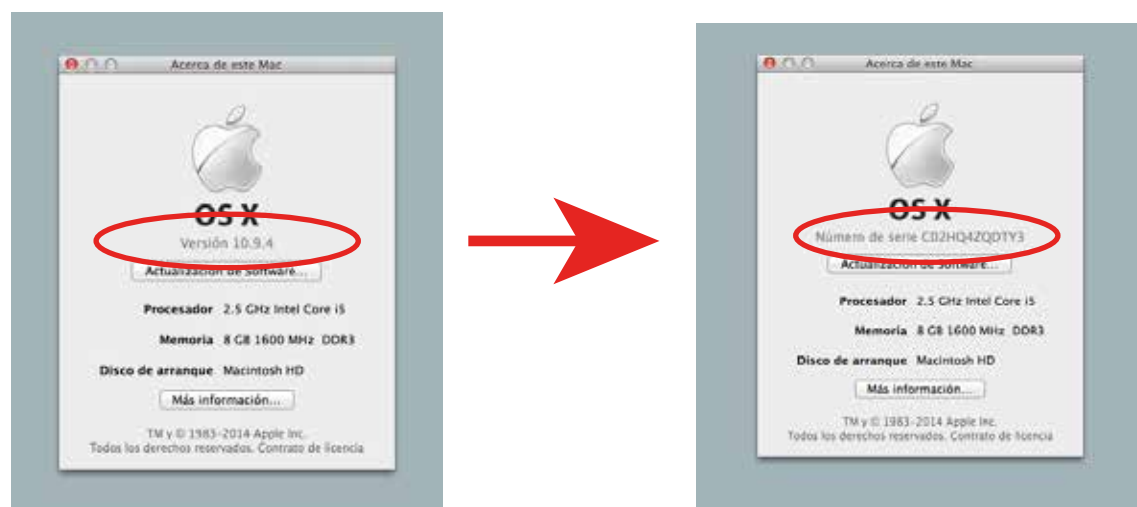 Acerca de este Mac
OS X
Versión 10.9.4
Actualización de Software...
Procesador 2.5 GHz Intel Core i5
Memoria 8 GB 1600 MHz DDR3
Disco de arranque Macintosh HD
Más información...
TM y © 1983-2014 Apple Inc.
Todos los derechos reservados. Contrato de licencia
Acerca de este Mac
OS X
Número de serie C02HQ4ZQDTY3
Actualización de Software...
Procesador 2.5 GHz Intel Core i5
Memoria 8 GB 1600 MHz DDR3
Disco de arranque Macintosh HD
Más información...
TM y © 1983-2014 Apple Inc.
Todos los derechos reservados. Contrato de licencia